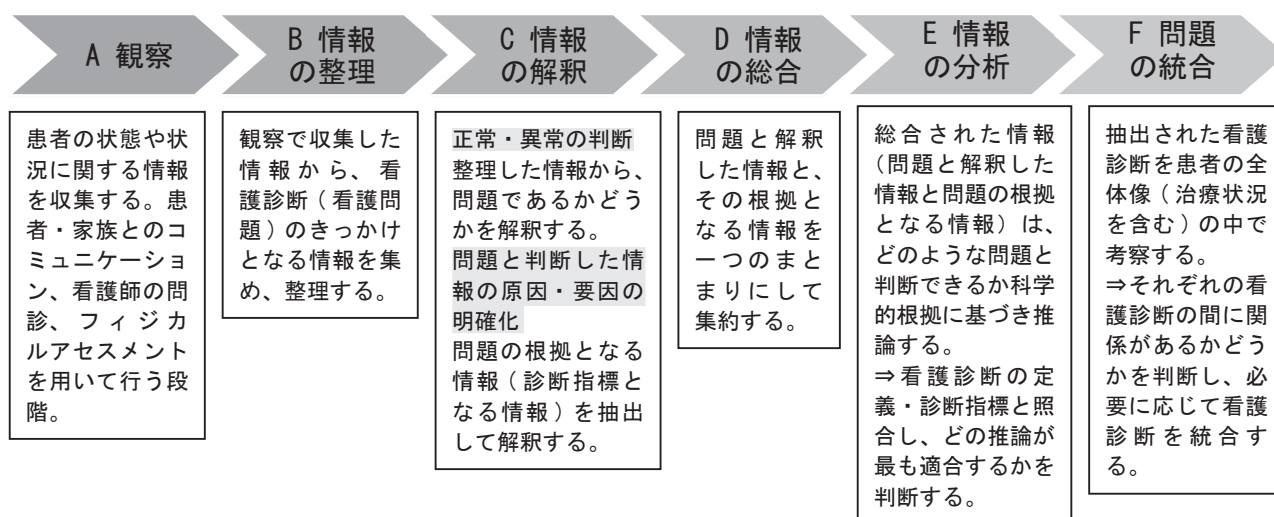 A 観察
B 情報
の整理
C 情報
の解釈
D 情報
の総合
E 情報
の分析
F 問題
の統合
患者の状態や状
況に関する情報
を収集する。患
者・家族とのコ
ミュニケーショ
ン、看護師の問
診、フィジカ
ルアセスメント
を用いて行う段
階。
観察で収集した
情報から、看
護診断(看護問
題)のきっかけ
となる情報を集
め、整理する。
正常・異常の判断
整理した情報から、
問題であるかどう
かを解釈する。
問題と判断した情
報の原因・要因の
明確化
問題の根拠となる
情報(診断指標と
なる情報)を抽出
して解釈する。
問題と解釈
した情報と、
その根拠と
なる情報を
一つのまと
まりにして
集約する。
総合された情報
(問題と解釈した
情報と問題の根拠
となる情報)は、
どのような問題と
判断できるか科学
的根拠に基づき推
論する。
⇒看護診断の定
義・診断指標と照
合し、どの推論が
最も適合するかを
判断する。
抽出された看護
診断を患者の全
体像(治療状況
を含む)の中で
考察する。
⇒それぞれの看
護診断の間に関
係があるかどう
かを判断し、必
要に応じて看護
診断を統合す
る。